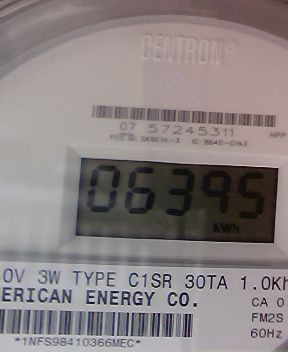 CENTRON®
07 57245311
06395
kWh
0V 3W TYPE C1SR 30TA 1.0Kh
ERICAN ENERGY CO.
CA 0
FM2S
60Hz
*1NFS98410366MEC*